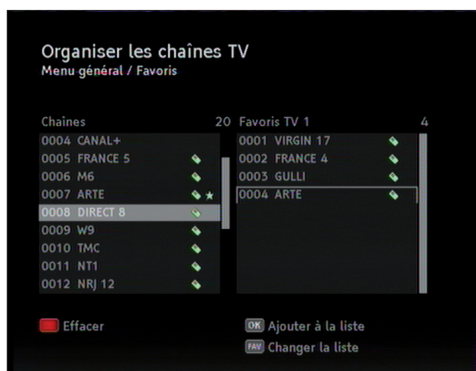 Organiser les chaînes TV
Menu général / Favoris
Chaînes 20
0004 CANAL+
0005 FRANCE 5
0006 M6
0007 ARTE
0008 DIRECT 8
0009 W9
0010 TMC
0011 NT1
0012 NRJ 12
Favoris TV 1 4
0001 VIRGIN 17
0002 FRANCE 4
0003 GULLI
0004 ARTE
Effacer
OK Ajouter à la liste
FAV Changer la liste